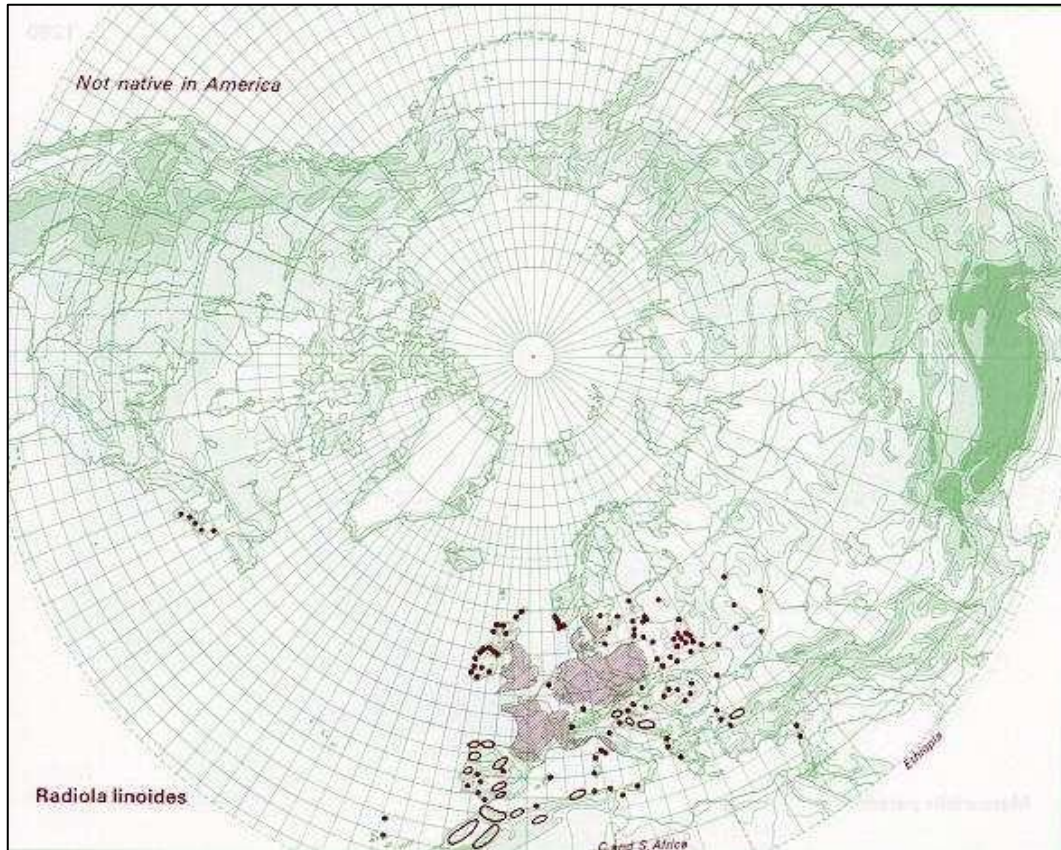 Not native in America
Radiola linoides
Ethiopia
C. and S. Africa